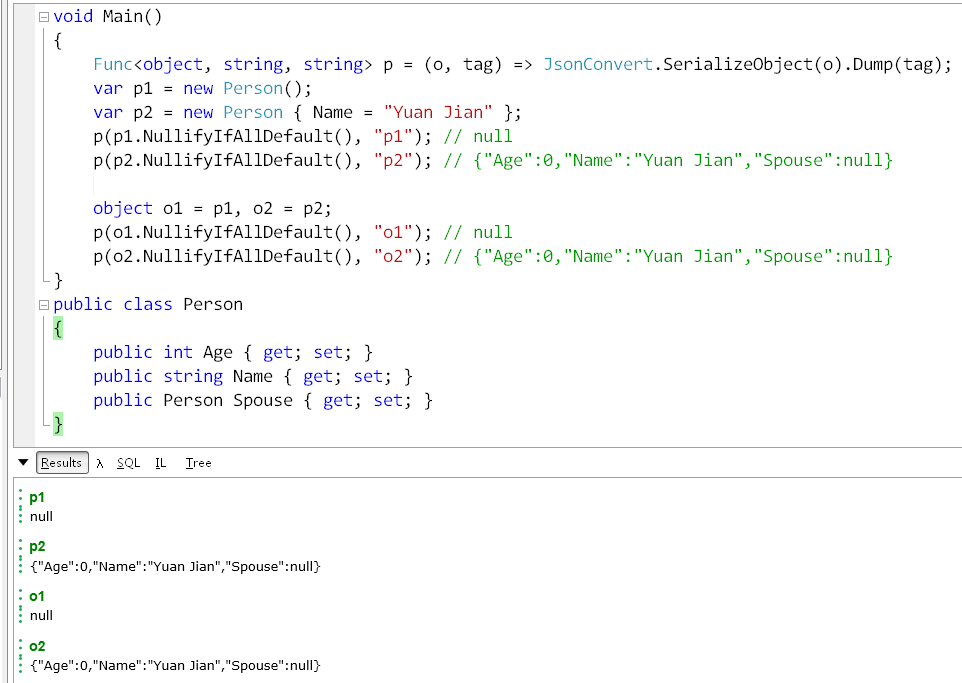 void Main()
{
    Func<object, string, string> p = (o, tag) => JsonConvert.SerializeObject(o).Dump(tag);
    var p1 = new Person();
    var p2 = new Person { Name = "Yuan Jian" };
    p(p1.NullifyIfAllDefault(), "p1"); // null
    p(p2.NullifyIfAllDefault(), "p2"); // {"Age":0,"Name":"Yuan Jian","Spouse":null}
    object o1 = p1, o2 = p2;
    p(o1.NullifyIfAllDefault(), "o1"); // null
    p(o2.NullifyIfAllDefault(), "o2"); // {"Age":0,"Name":"Yuan Jian","Spouse":null}
}
public class Person
{
    public int Age { get; set; }
    public string Name { get; set; }
    public Person Spouse { get; set; }
}
Results λ SQL IL Tree
p1
null
p2
{"Age":0,"Name":"Yuan Jian","Spouse":null}
o1
null
o2
{"Age":0,"Name":"Yuan Jian","Spouse":null}